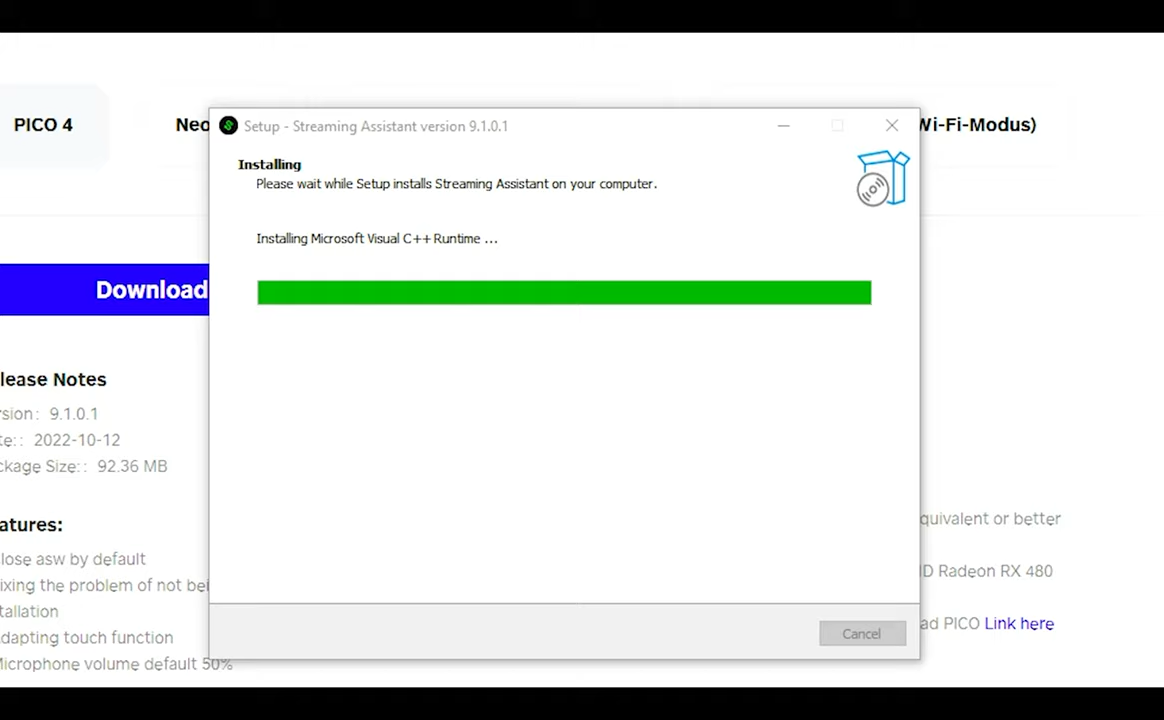 PICO 4
Neo
Wi-Fi-Modus)
Setup - Streaming Assistant version 9.1.0.1
Installing
Please wait while Setup installs Streaming Assistant on your computer.
Installing Microsoft Visual C++ Runtime ...
Download
lease Notes
rsion: 9.1.0.1
te:: 2022-10-12
ckage Size:: 92.36 MB
atures:
lose asw by default
ixing the problem of not bei
tallation
dapting touch function
Microphone volume default 50%
quivalent or better
D Radeon RX 480
ad PICO Link here
Cancel